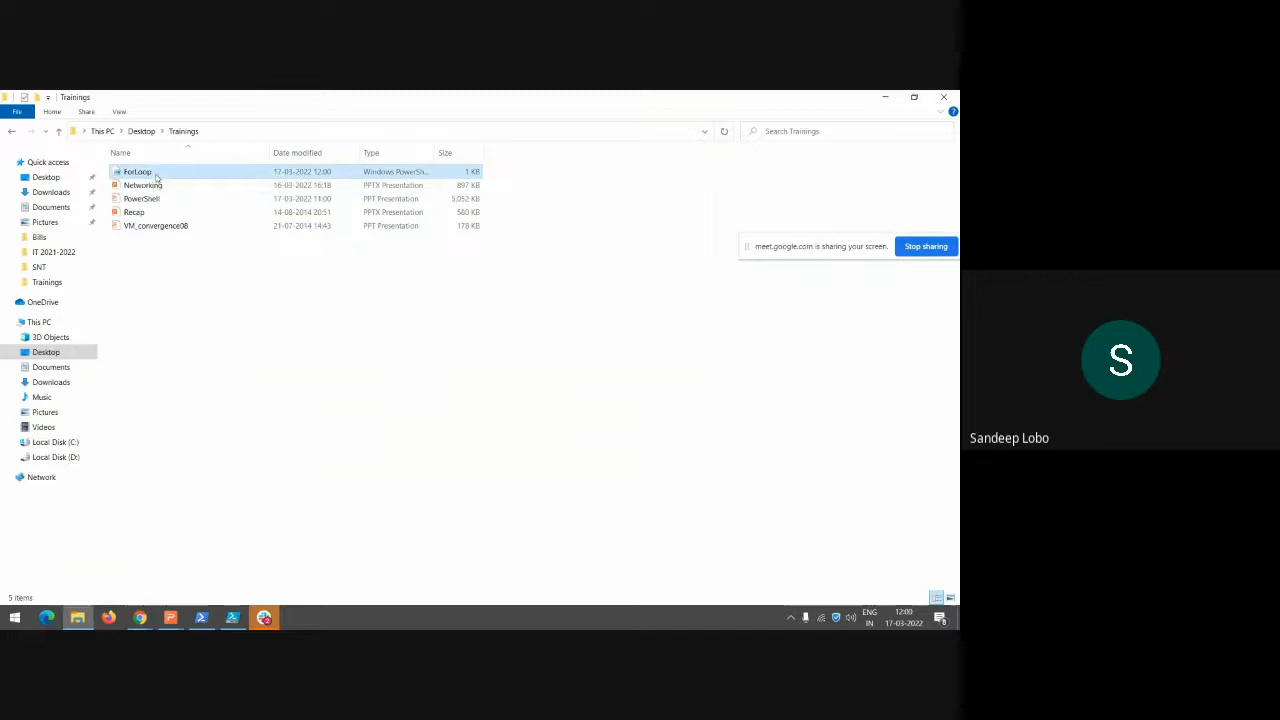 Trainings
File Home Share View
This PC Desktop Trainings
Search Trainings
Name Date modified Type Size
ForLoop 17-03-2022 12:00 Windows PowerSh... 1 KB
Networking 16-03-2022 16:18 PPTX Presentation 897 KB
PowerShell 17-03-2022 11:00 PPT Presentation 5,052 KB
Recap 14-08-2014 20:51 PPTX Presentation 580 KB
VM_convergence08 21-07-2014 14:43 PPT Presentation 178 KB
Quick access
Desktop
Downloads
Documents
Pictures
Bills
IT 2021-2022
SNT
Trainings
OneDrive
This PC
3D Objects
Desktop
Documents
Downloads
Music
Pictures
Videos
Local Disk (C:)
Local Disk (D:)
Network
meet.google.com is sharing your screen. Stop sharing
5 items
ENG 12:00
IN 17-03-2022
S
Sandeep Lobo